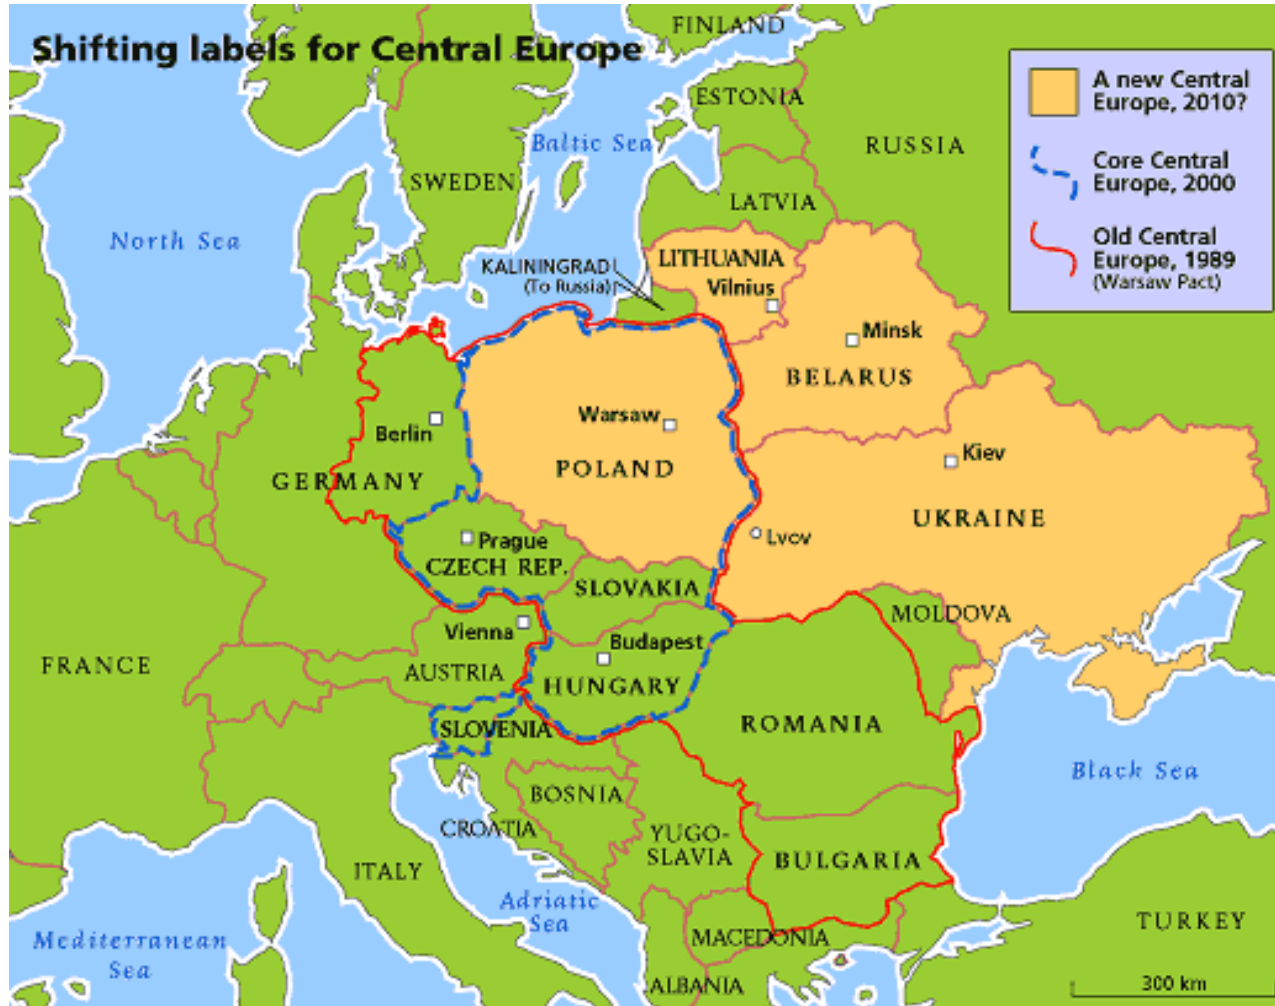 Shifting labels for Central Europe
A new Central
Europe, 2010?
Core Central
Europe, 2000
Old Central
Europe, 1989
(Warsaw Pact)
FINLAND
ESTONIA
RUSSIA
Baltic Sea
SWEDEN
LATVIA
North Sea
LITHUANIA
KALININGRAD
(To Russia)
Vilnius
Minsk
BELARUS
Warsaw
Berlin
Kiev
POLAND
GERMANY
UKRAINE
Lvov
Prague
CZECH REP.
SLOVAKIA
MOLDOVA
Vienna
Budapest
FRANCE
AUSTRIA
HUNGARY
SLOVENIA
ROMANIA
Black Sea
BOSNIA
CROATIA
YUGO-
SLAVIA
BULGARIA
ITALY
Adriatic
Sea
TURKEY
Mediterranean
Sea
MACEDONIA
ALBANIA
300 km